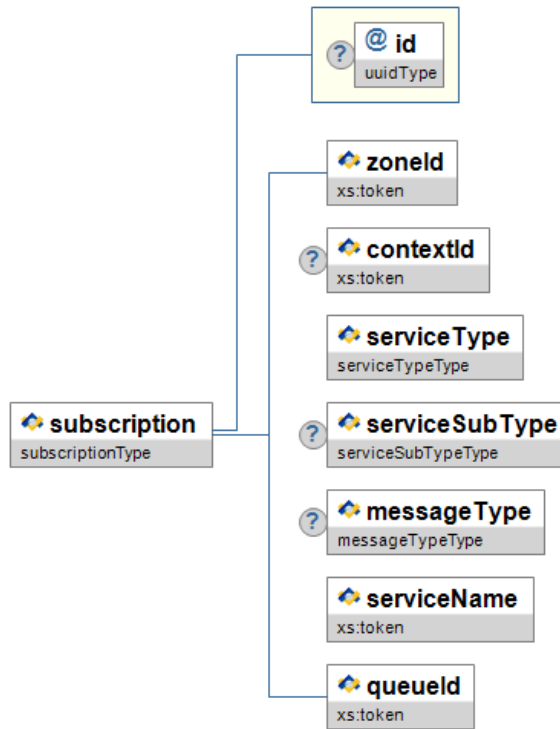 @ id
?
uuidType
zoneId
xs:token
contextId
?
xs:token
serviceType
serviceTypeType
subscription
subscriptionType
serviceSubType
?
serviceSubTypeType
messageType
?
messageTypeType
serviceName
xs:token
queueId
xs:token